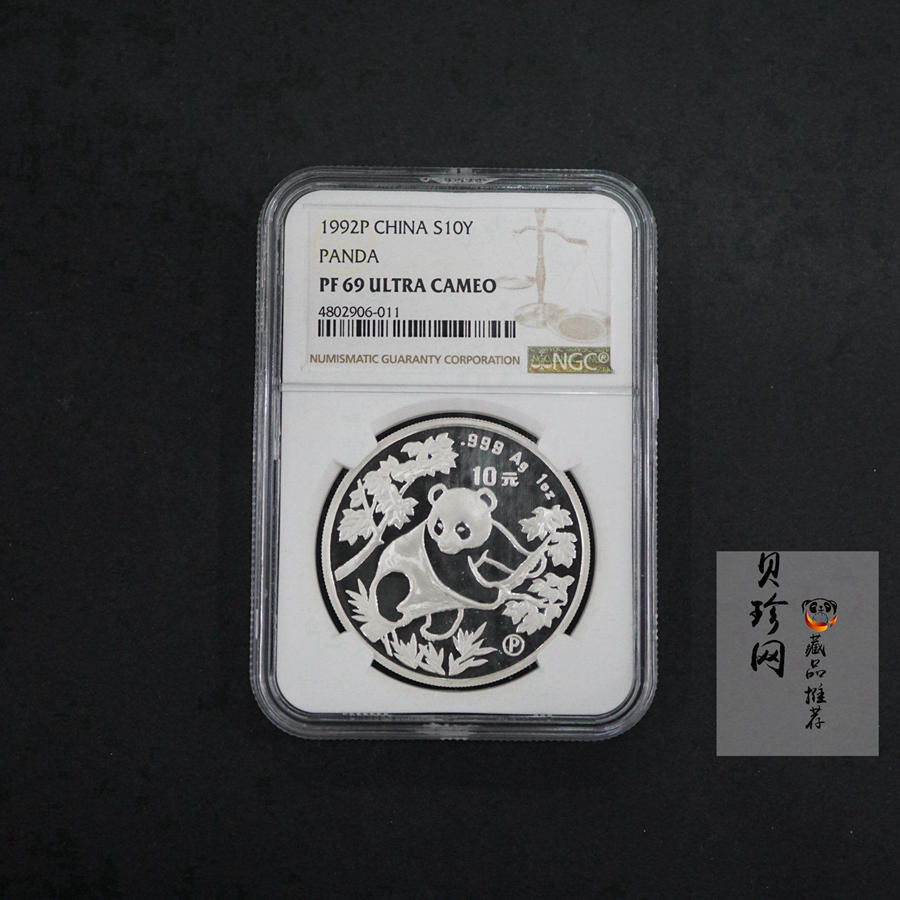 1992P CHINA S10Y
PANDA
PF 69 ULTRA CAMEO
4802906-011
NUMISMATIC GUARANTY CORPORATION
NGC®
.999 Ag 1oz
10元
P
贝珍网
藏品推荐